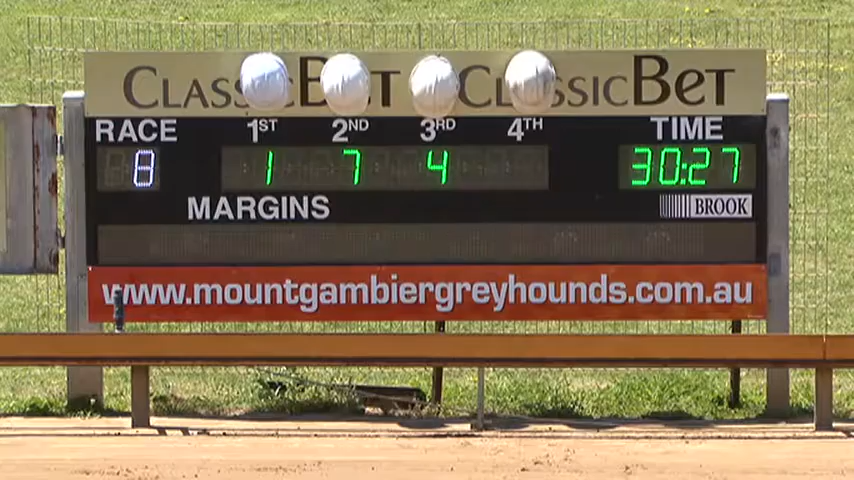 CLASSICBET CLASSICBET
RACE 1ST 2ND 3RD 4TH TIME
8 1 7 4 30:27
MARGINS BROOK
www.mountgambiergreyhounds.com.au